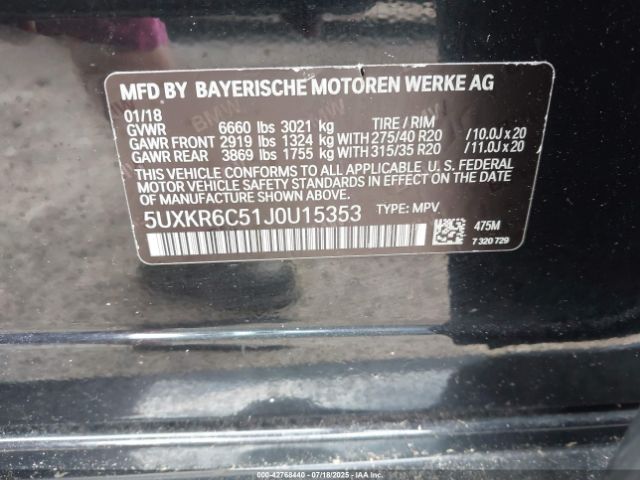 MFD BY BAYERISCHE MOTOREN WERKE AG
01/18
GVWR 6660 lbs 3021 kg TIRE / RIM
GAWR FRONT 2919 lbs 1324 kg WITH 275/40 R20 /10.0J x 20
GAWR REAR 3869 lbs 1755 kg WITH 315/35 R20 /11.0J x 20
THIS VEHICLE CONFORMS TO ALL APPLICABLE U. S. FEDERAL
MOTOR VEHICLE SAFETY STANDARDS IN EFFECT ON THE DATE
OF MANUFACTURE SHOWN ABOVE.
5UXKR6C51J0U15353 TYPE: MPV
475M
7 320 729
© 42768440 - 07/18/2025 - IAAI.COM